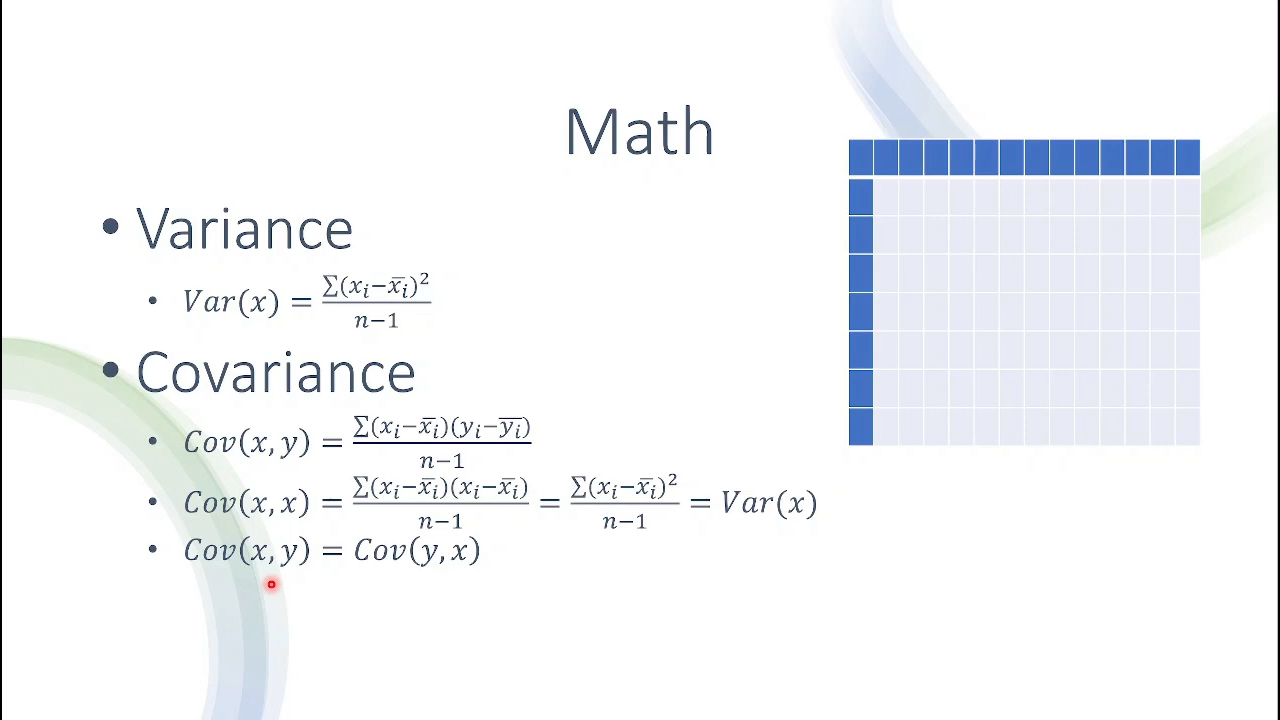 Math
• Variance
• Var(x) = ∑(xᵢ−x̅ᵢ)² / n−1
• Covariance
• Cov(x, y) = ∑(xᵢ−x̅ᵢ)(yᵢ−y̅ᵢ) / n−1
• Cov(x, x) = ∑(xᵢ−x̅ᵢ)(xᵢ−x̅ᵢ) / n−1 = ∑(xᵢ−x̅ᵢ)² / n−1 = Var(x)
• Cov(x, y) = Cov(y, x)